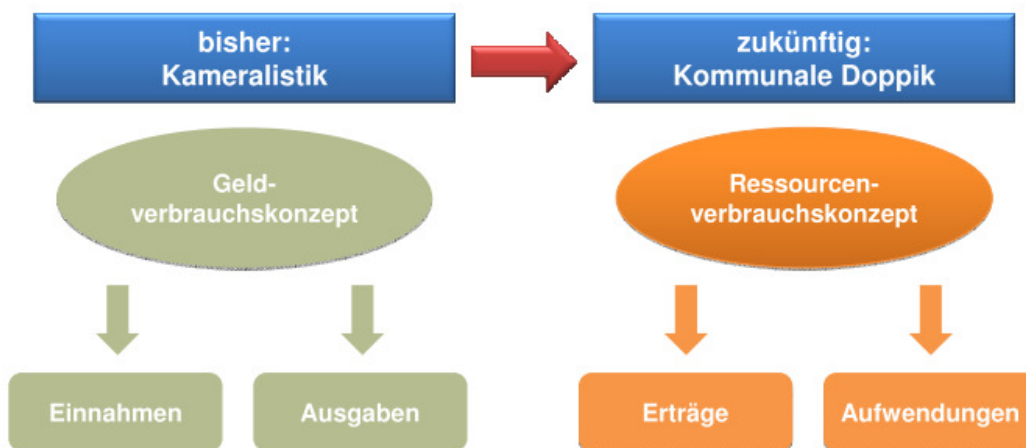 bisher:
Kameralistik
zukünftig:
Kommunale Doppik
Geld-
verbrauchskonzept
Ressourcen-
verbrauchskonzept
Einnahmen
Ausgaben
Erträge
Aufwendungen